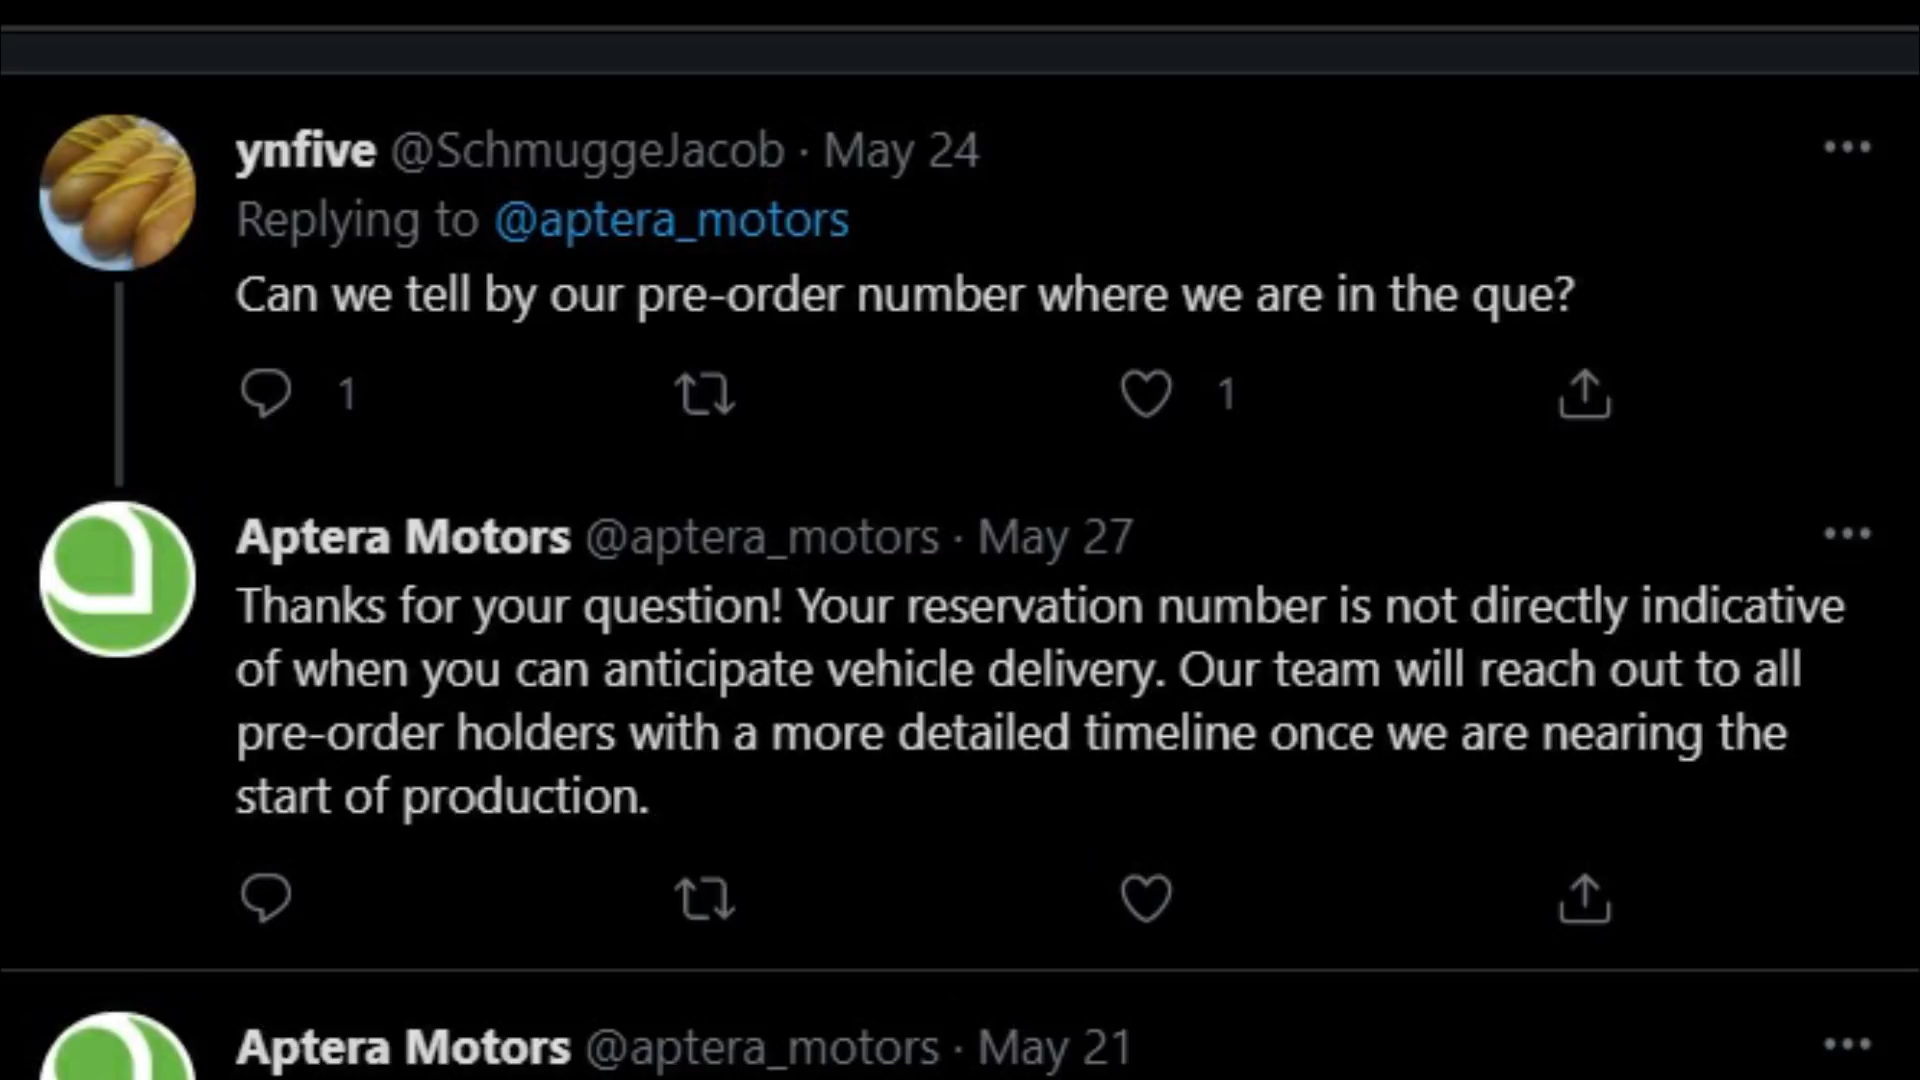 ynfive @SchmuggeJacob · May 24
Replying to @aptera_motors
Can we tell by our pre-order number where we are in the que?
1 1
Aptera Motors @aptera_motors · May 27
Thanks for your question! Your reservation number is not directly indicative
of when you can anticipate vehicle delivery. Our team will reach out to all
pre-order holders with a more detailed timeline once we are nearing the
start of production.
Aptera Motors @aptera_motors · May 21